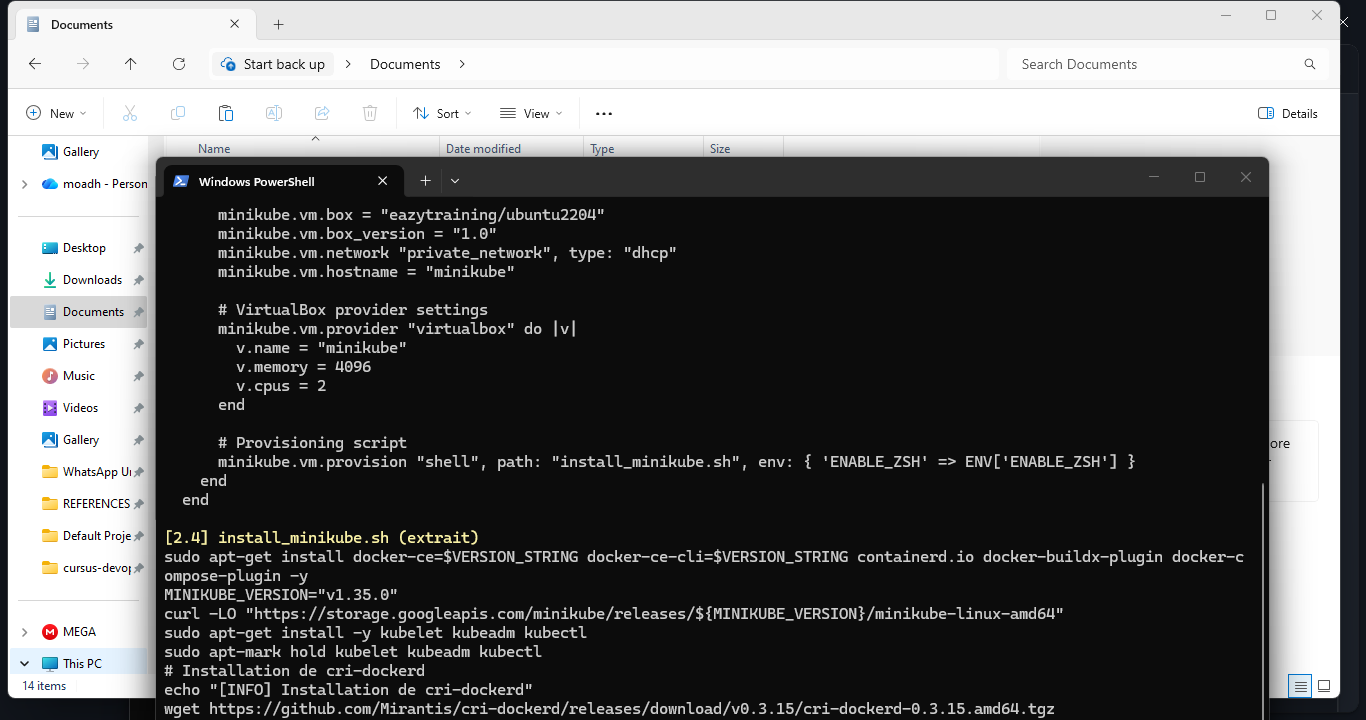 Documents
Start back up
Documents
Search Documents
New
Sort
View
Details
Name
Date modified
Type
Size
Gallery
moadh - Person
Desktop
Downloads
Documents
Pictures
Music
Videos
Gallery
WhatsApp
REFERENCES
Default Proje
cursus-devop
MEGA
This PC
14 items
ore
Windows PowerShell
minikube.vm.box = "eazytraining/ubuntu2204"
minikube.vm.box_version = "1.0"
minikube.vm.network "private_network", type: "dhcp"
minikube.vm.hostname = "minikube"
# VirtualBox provider settings
minikube.vm.provider "virtualbox" do |v|
v.name = "minikube"
v.memory = 4096
v.cpus = 2
end
# Provisioning script
minikube.vm.provision "shell", path: "install_minikube.sh", env: { 'ENABLE_ZSH' => ENV['ENABLE_ZSH'] }
end
end
[2.4] install_minikube.sh (extrait)
sudo apt-get install docker-ce=$VERSION_STRING docker-ce-cli=$VERSION_STRING containerd.io docker-buildx-plugin docker-c
ompose-plugin -y
MINIKUBE_VERSION="v1.35.0"
curl -LO "https://storage.googleapis.com/minikube/releases/${MINIKUBE_VERSION}/minikube-linux-amd64"
sudo apt-get install -y kubelet kubeadm kubectl
sudo apt-mark hold kubelet kubeadm kubectl
# Installation de cri-dockerd
echo "[INFO] Installation de cri-dockerd"
wget https://github.com/Mirantis/cri-dockerd/releases/download/v0.3.15/cri-dockerd-0.3.15.amd64.tgz